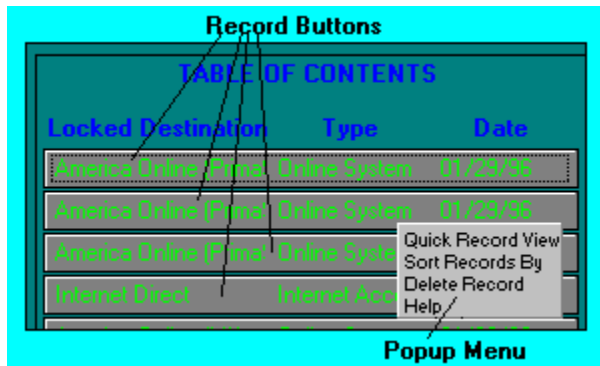 Record Buttons
TABLE OF CONTENTS
Locked Destination Type Date
America Online (Prima Online System 01/29/96
America Online (Prima' Online System 01/29/96
America Online (Prima' Online Syste
Quick Record View
Sort Records By
Internet Direct Internet Acc
Delete Record
Help
Popup Menu